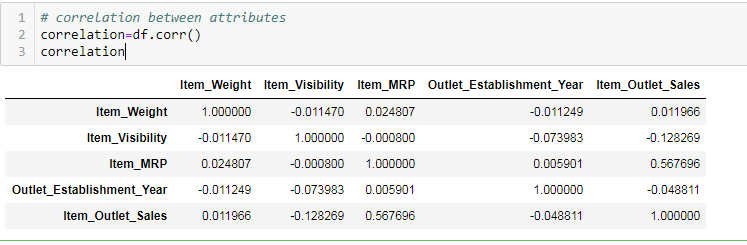 1 # correlation between attributes
2 correlation=df.corr()
3 correlation
Item_Weight Item_Visibility Item_MRP Outlet_Establishment_Year Item_Outlet_Sales
Item_Weight 1.000000 -0.011470 0.024807 -0.011249 0.011966
Item_Visibility -0.011470 1.000000 -0.000800 -0.073983 -0.128269
Item_MRP 0.024807 -0.000800 1.000000 0.005901 0.567696
Outlet_Establishment_Year -0.011249 -0.073983 0.005901 1.000000 -0.048811
Item_Outlet_Sales 0.011966 -0.128269 0.567696 -0.048811 1.000000